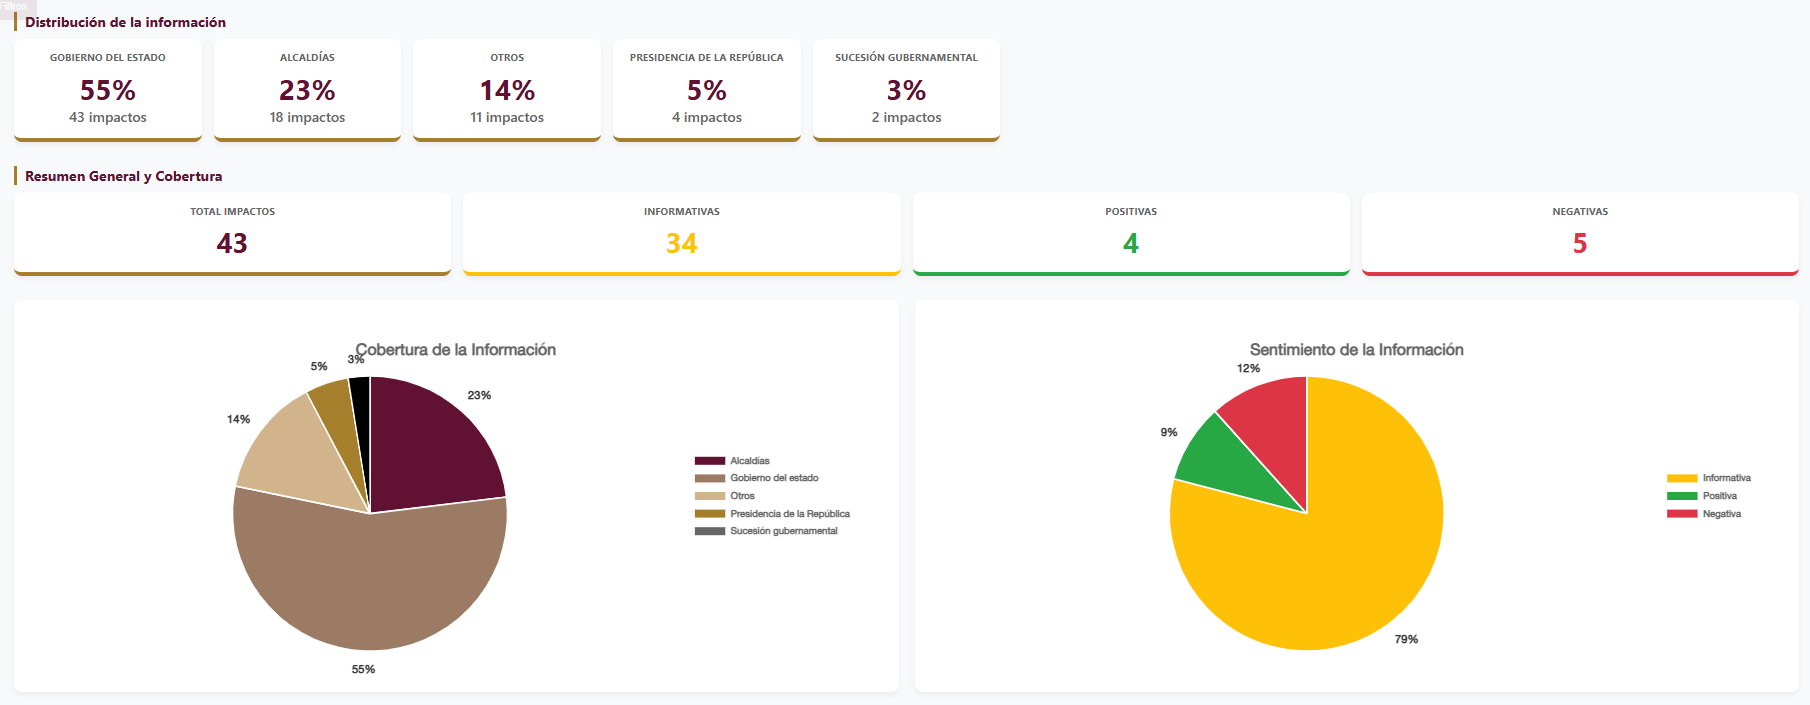 Filtros
Distribución de la información
GOBIERNO DEL ESTADO
55%
43 impactos
ALCALDÍAS
23%
18 impactos
OTROS
14%
11 impactos
PRESIDENCIA DE LA REPÚBLICA
5%
4 impactos
SUCESIÓN GUBERNAMENTAL
3%
2 impactos
Resumen General y Cobertura
TOTAL IMPACTOS
43
INFORMATIVAS
34
POSITIVAS
4
NEGATIVAS
5
Cobertura de la Información
3%
5%
23%
14%
55%
Alcaldías
Gobierno del estado
Otros
Presidencia de la República
Sucesión gubernamental
Sentimiento de la Información
12%
9%
79%
Informativa
Positiva
Negativa